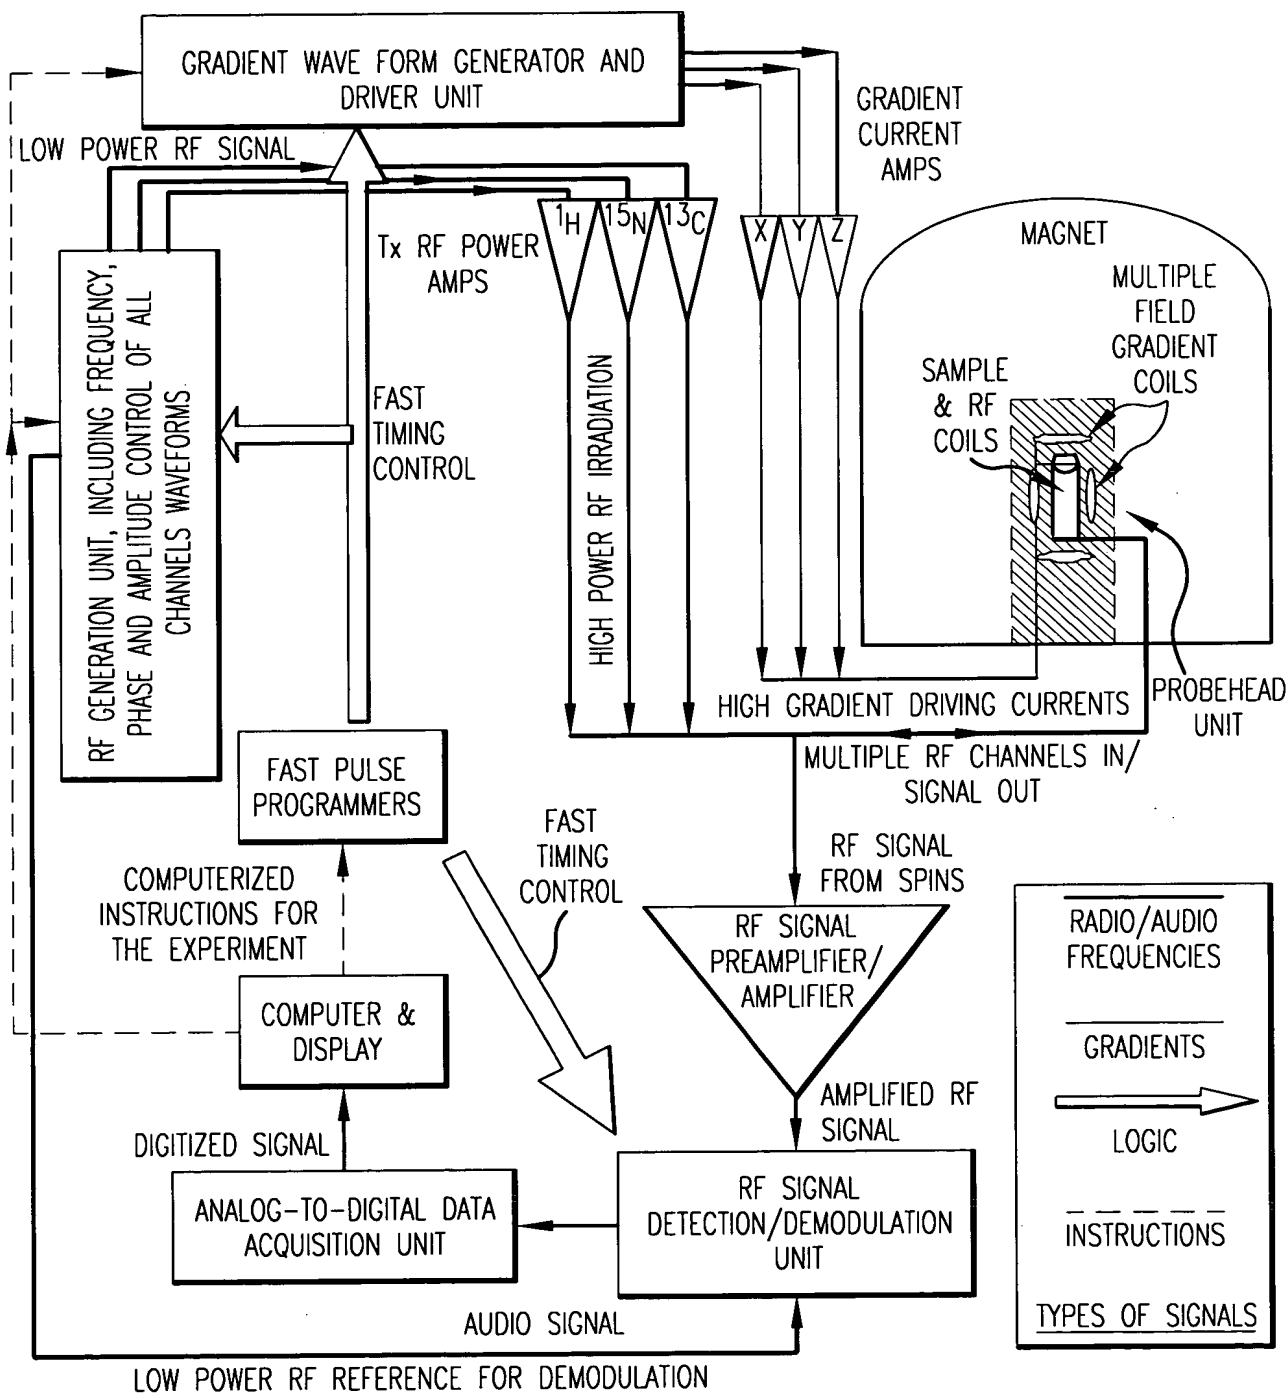 GRADIENT WAVE FORM GENERATOR AND
DRIVER UNIT
LOW POWER RF SIGNAL
GRADIENT
CURRENT
AMPS
Tx RF POWER
AMPS
1H
15N
13C
X
Y
Z
MAGNET
MULTIPLE
FIELD
GRADIENT
COILS
SAMPLE
& RF
COILS
RF GENERATION UNIT, INCLUDING FREQUENCY,
PHASE AND AMPLITUDE CONTROL OF ALL
CHANNELS WAVEFORMS
FAST
TIMING
CONTROL
HIGH POWER RF IRRADIATION
PROBEHEAD
UNIT
HIGH GRADIENT DRIVING CURRENTS
MULTIPLE RF CHANNELS IN/
SIGNAL OUT
FAST PULSE
PROGRAMMERS
FAST
TIMING
CONTROL
RF SIGNAL
FROM SPINS
COMPUTERIZED
INSTRUCTIONS FOR
THE EXPERIMENT
RF SIGNAL
PREAMPLIFIER/
AMPLIFIER
COMPUTER &
DISPLAY
AMPLIFIED RF
SIGNAL
DIGITIZED SIGNAL
ANALOG-TO-DIGITAL DATA
ACQUISITION UNIT
RF SIGNAL
DETECTION/DEMODULATION
UNIT
AUDIO SIGNAL
LOW POWER RF REFERENCE FOR DEMODULATION
RADIO/AUDIO
FREQUENCIES
GRADIENTS
LOGIC
INSTRUCTIONS
TYPES OF SIGNALS